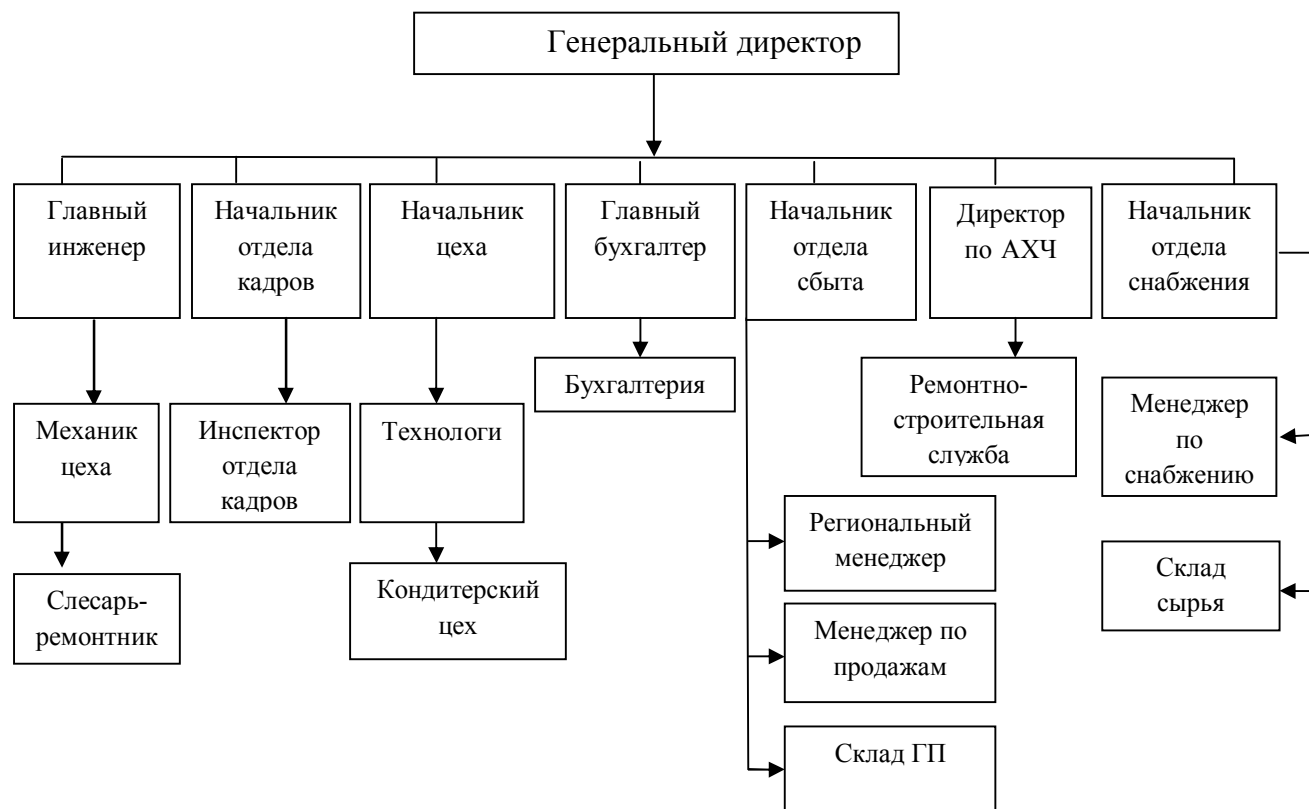 Генеральный директор
Главный
инженер
Начальник
отдела
кадров
Начальник
цеха
Главный
бухгалтер
Начальник
отдела
сбыта
Директор
по АХЧ
Начальник
отдела
снабжения
Бухгалтерия
Ремонтно-
строительная
служба
Менеджер
по
снабжению
Механик
цеха
Инспектор
отдела
кадров
Технологи
Региональный
менеджер
Склад
сырья
Слесарь-
ремонтник
Кондитерский
цех
Менеджер по
продажам
Склад ГП